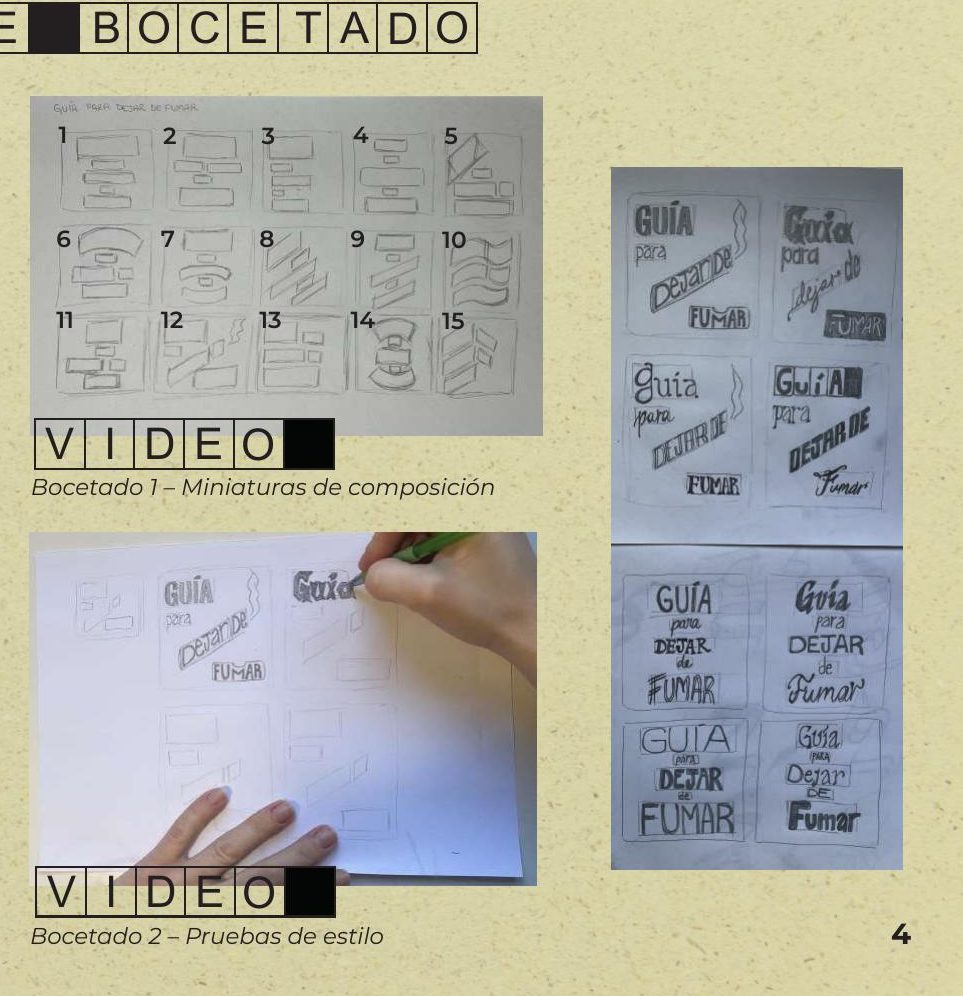 E BOCETADO
GUÍA PARA DEJAR DE FUMAR
1 2 3 4 5
6 7 8 9 10
11 12 13 14 15
VIDEO
Bocetado 1 – Miniaturas de composición
GUÍA
para
DEJAR DE
FUMAR
Guía
VIDEO
Bocetado 2 – Pruebas de estilo
GUÍA
para
DEJAR DE
FUMAR
Guía
para
dejar de
FUMAR
guía
para
DEJAR DE
FUMAR
GuíA
para
DEJAR DE
Fumar
GUÍA
para
DEJAR
de
FUMAR
Guía
para
DEJAR
de
Fumar
GUÍA
para
DEJAR
de
FUMAR
Guía
PARA
Dejar
DE
Fumar
4